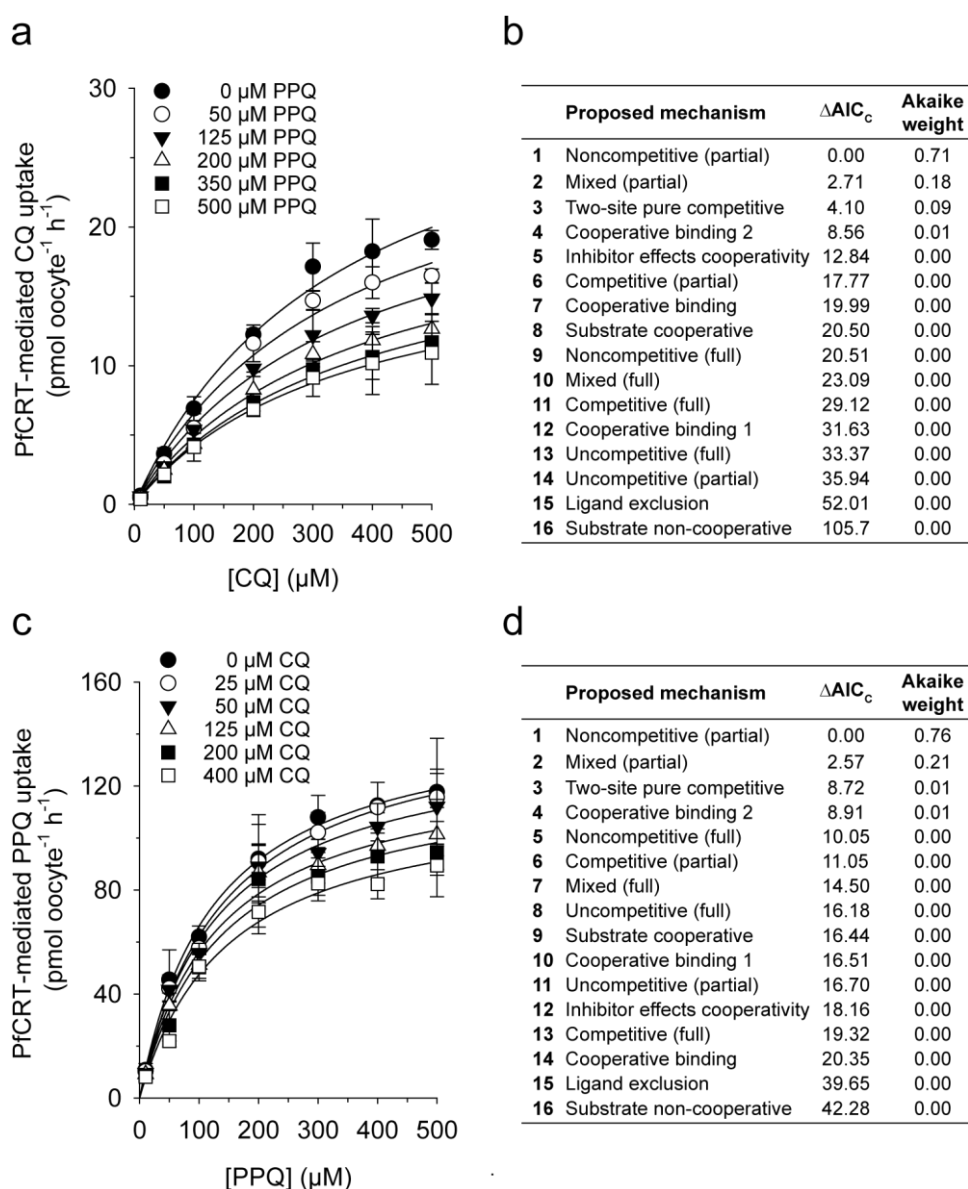 a
PfCRT-mediated CQ uptake
(pmol oocyte⁻¹ h⁻¹)
30
20
10
0
0 µM PPQ
50 µM PPQ
125 µM PPQ
200 µM PPQ
350 µM PPQ
500 µM PPQ
0 100 200 300 400 500
[CQ] (µM)
b
Proposed mechanism ΔAICc Akaike weight
1 Noncompetitive (partial) 0.00 0.71
2 Mixed (partial) 2.71 0.18
3 Two-site pure competitive 4.10 0.09
4 Cooperative binding 2 8.56 0.01
5 Inhibitor effects cooperativity 12.84 0.00
6 Competitive (partial) 17.77 0.00
7 Cooperative binding 19.99 0.00
8 Substrate cooperative 20.50 0.00
9 Noncompetitive (full) 20.51 0.00
10 Mixed (full) 23.09 0.00
11 Competitive (full) 29.12 0.00
12 Cooperative binding 1 31.63 0.00
13 Uncompetitive (full) 33.37 0.00
14 Uncompetitive (partial) 35.94 0.00
15 Ligand exclusion 52.01 0.00
16 Substrate non-cooperative 105.7 0.00
c
PfCRT-mediated PPQ uptake
(pmol oocyte⁻¹ h⁻¹)
160
120
80
40
0
0 µM CQ
25 µM CQ
50 µM CQ
125 µM CQ
200 µM CQ
400 µM CQ
0 100 200 300 400 500
[PPQ] (µM)
d
Proposed mechanism ΔAICc Akaike weight
1 Noncompetitive (partial) 0.00 0.76
2 Mixed (partial) 2.57 0.21
3 Two-site pure competitive 8.72 0.01
4 Cooperative binding 2 8.91 0.01
5 Noncompetitive (full) 10.05 0.00
6 Competitive (partial) 11.05 0.00
7 Mixed (full) 14.50 0.00
8 Uncompetitive (full) 16.18 0.00
9 Substrate cooperative 16.44 0.00
10 Cooperative binding 1 16.51 0.00
11 Uncompetitive (partial) 16.70 0.00
12 Inhibitor effects cooperativity 18.16 0.00
13 Competitive (full) 19.32 0.00
14 Cooperative binding 20.35 0.00
15 Ligand exclusion 39.65 0.00
16 Substrate non-cooperative 42.28 0.00